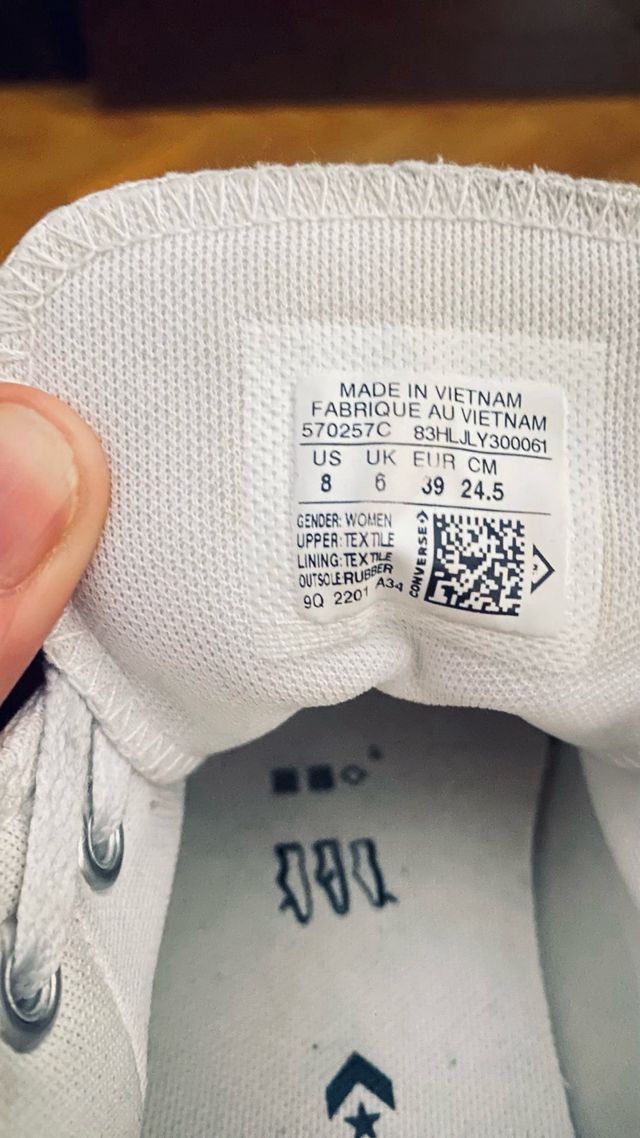 MADE IN VIETNAM
FABRIQUE AU VIETNAM
570257C 83HLJLY300061
US UK EUR CM
8 6 39 24.5
GENDER: WOMEN
UPPER: TEXTILE
LINING: TEXTILE
OUTSOLE RUBBER
9Q 2201 A34
CONVERSE